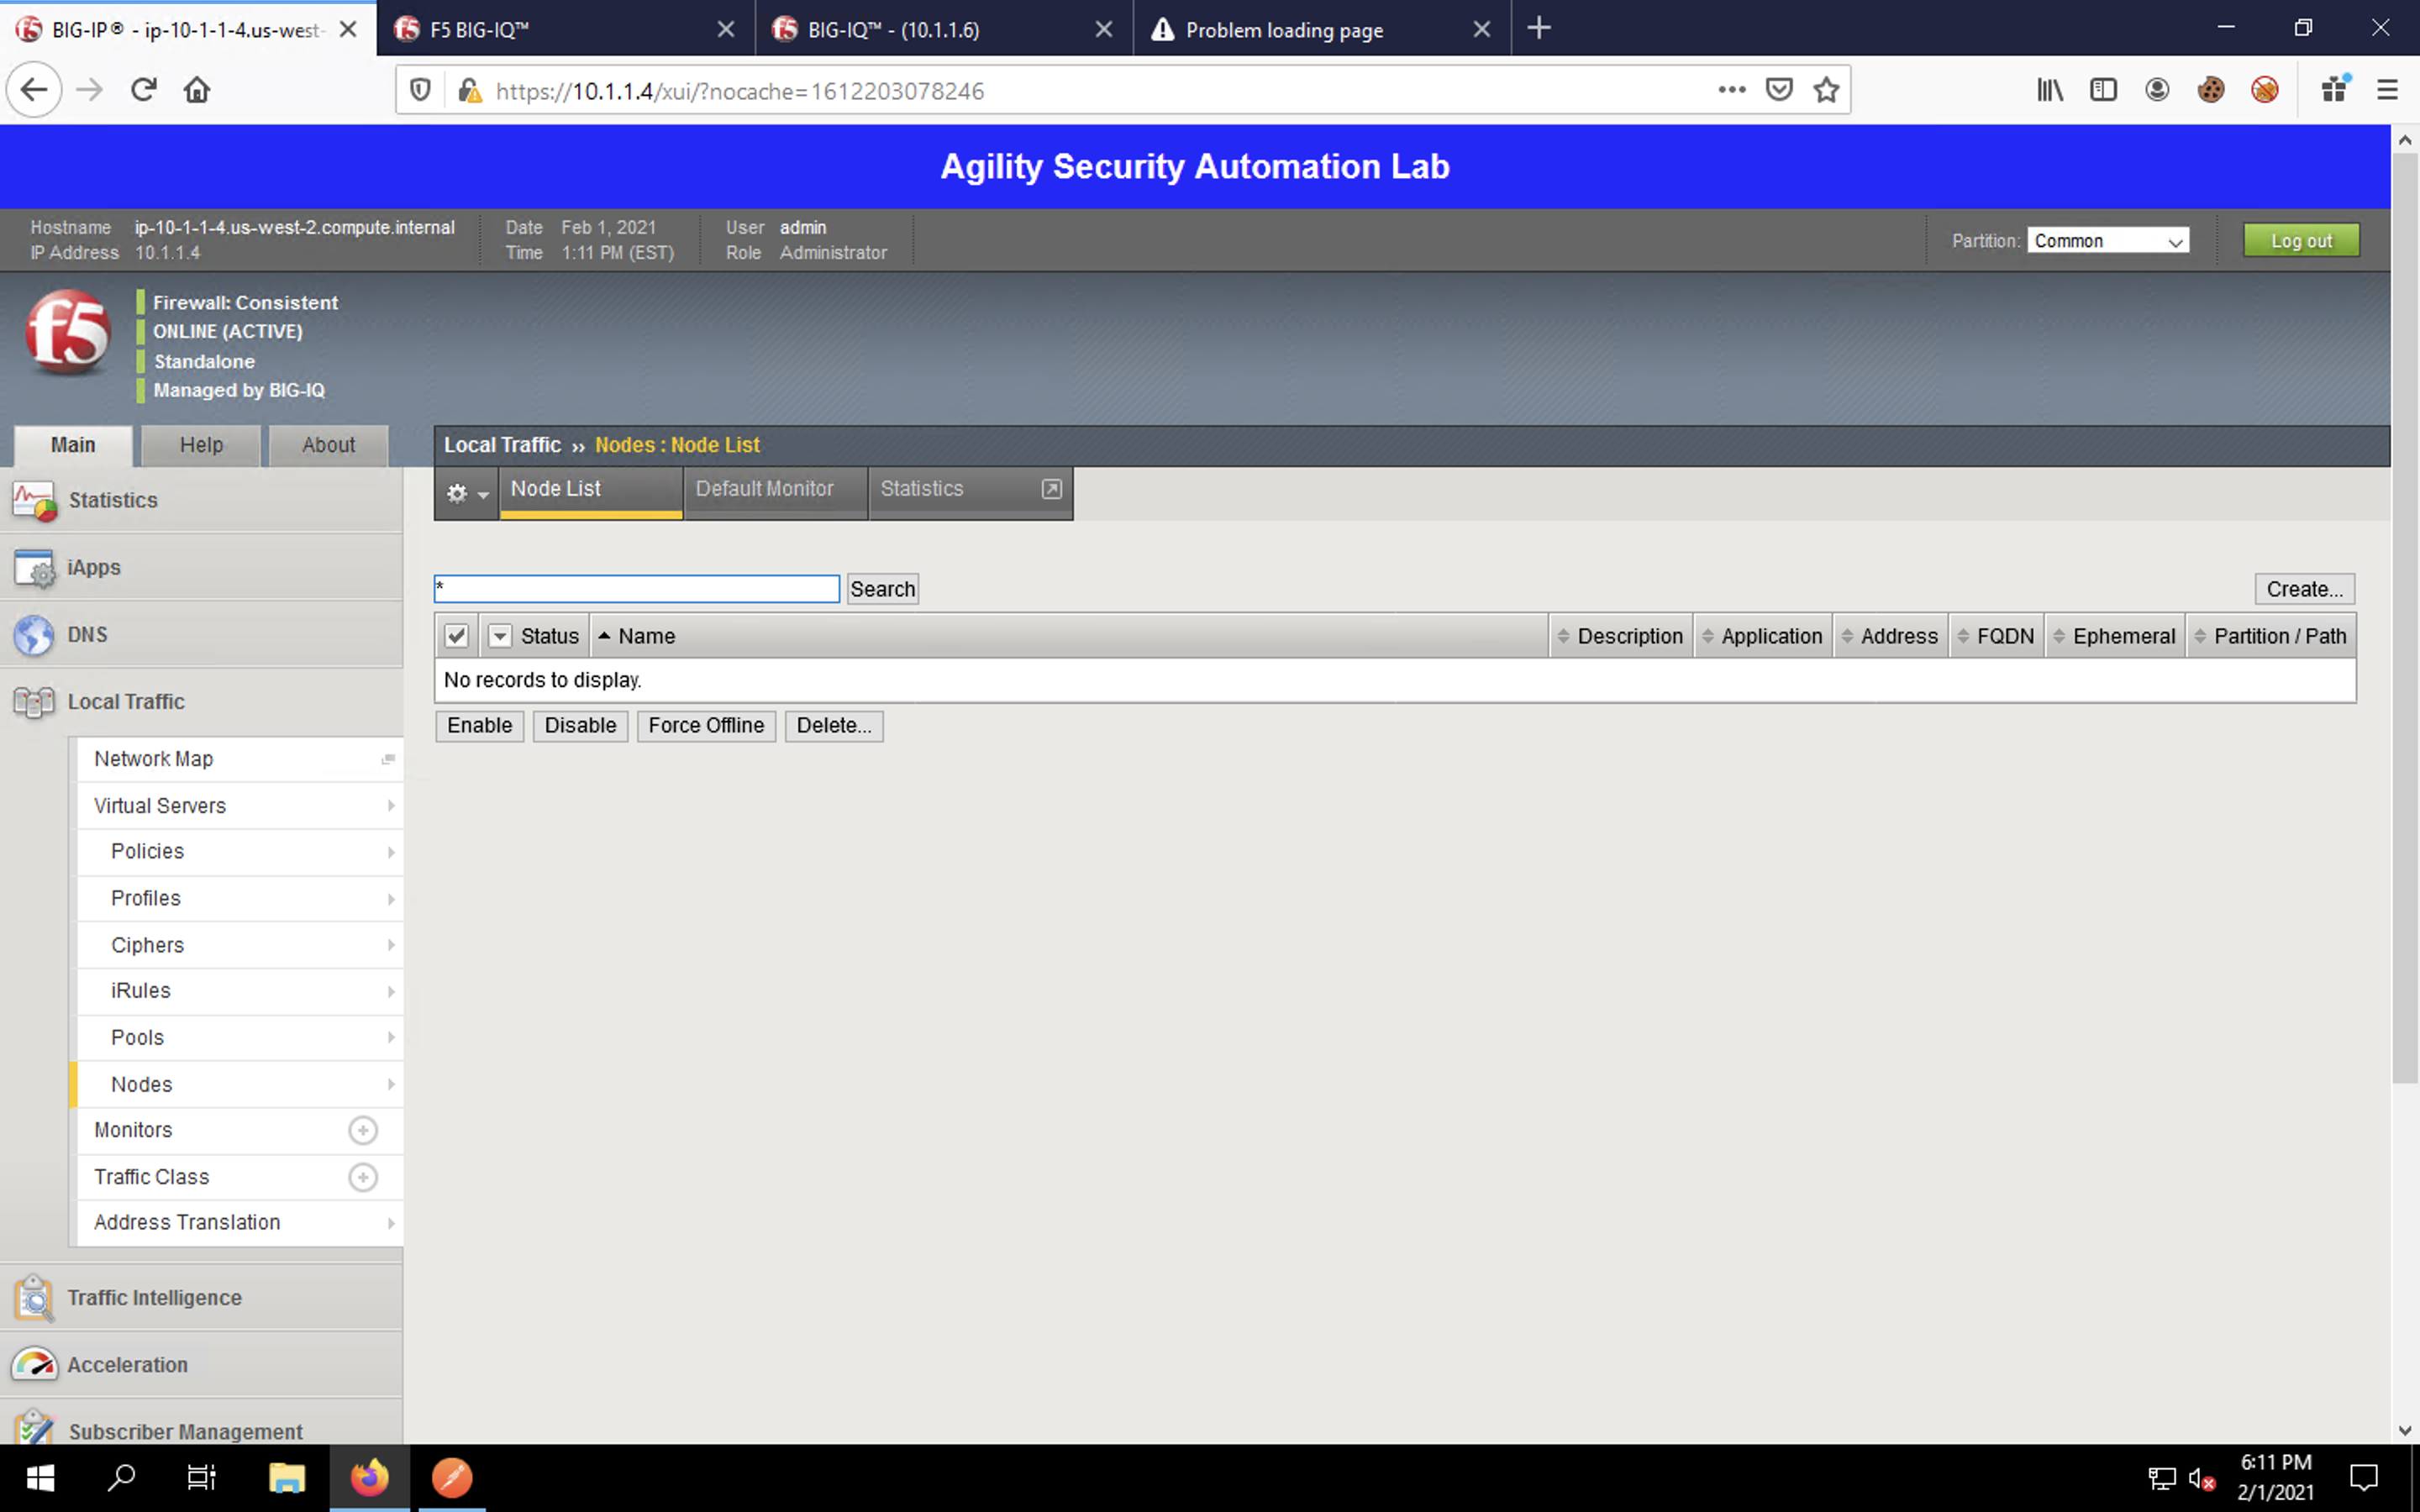 BIG-IP® - ip-10-1-1-4.us-west-
F5 BIG-IQ™
BIG-IQ™ - (10.1.1.6)
Problem loading page
https://10.1.1.4/xui/?nocache=1612203078246
Agility Security Automation Lab
Hostname ip-10-1-1-4.us-west-2.compute.internal
IP Address 10.1.1.4
Date Feb 1, 2021
Time 1:11 PM (EST)
User admin
Role Administrator
Partition: Common
Log out
f5
Firewall: Consistent
ONLINE (ACTIVE)
Standalone
Managed by BIG-IQ
Main Help About
Local Traffic ›› Nodes : Node List
Node List Default Monitor Statistics
* Search Create...
Status Name Description Application Address FQDN Ephemeral Partition / Path
No records to display.
Enable Disable Force Offline Delete...
Statistics
iApps
DNS
Local Traffic
Network Map
Virtual Servers
Policies
Profiles
Ciphers
iRules
Pools
Nodes
Monitors
Traffic Class
Address Translation
Traffic Intelligence
Acceleration
Subscriber Management
6:11 PM
2/1/2021